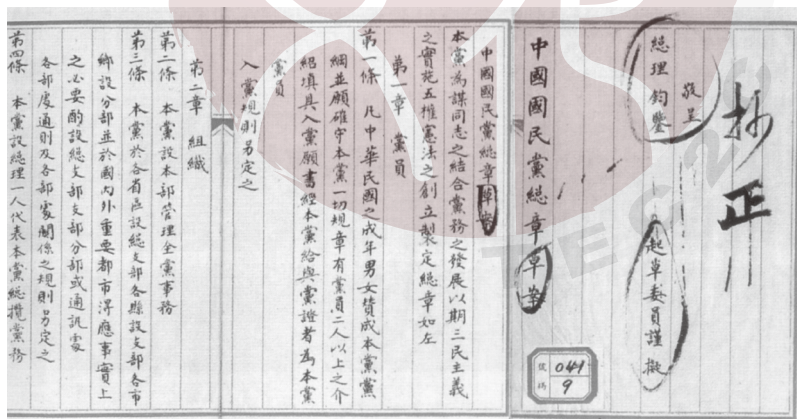 抄正
敬呈
總理鈞鑒
起草委員謹擬
中國國民黨總章草案
041
號碼
9
中國國民黨總章草案
本黨為謀同志之結合黨務之發展以期三民主義
之實施五權憲法之創立製定總章如左
第一章 黨員
第一條 凡中華民國之成年男女贊成本黨黨
綱並願確守本黨一切規章有黨員二人以上之介
紹填具入黨願書經本黨給與黨證者為本黨
黨員
入黨規則另定之
第二章 組織
第二條 本黨設本部管理全黨事務
第三條 本黨於各省區設總支部各縣設支部各市
鄉設分部並於國內外重要都市得應事實上
之必要酌設總支部支部分部或通訊處
各部處通則及各部處關係之規則另定之
第四條 本黨設總理一人代表本黨總攬黨務
TEC